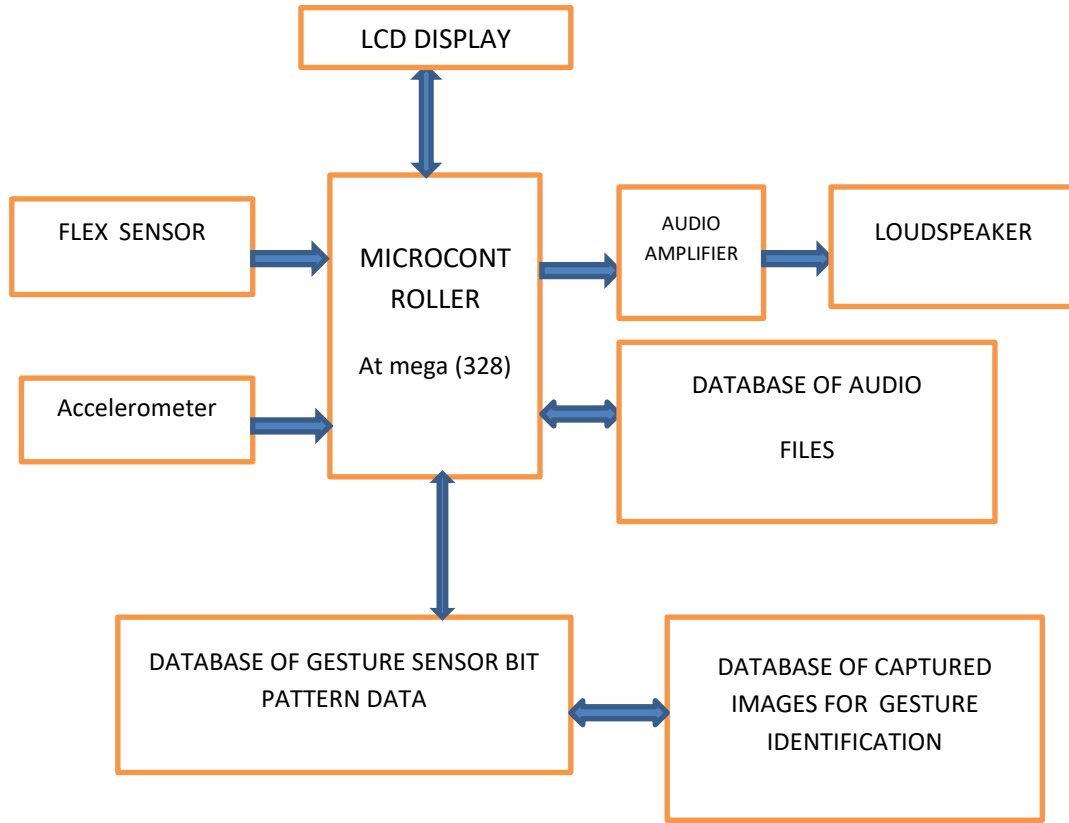 LCD DISPLAY
FLEX SENSOR
MICROCONT
ROLLER
At mega (328)
AUDIO
AMPLIFIER
LOUDSPEAKER
Accelerometer
DATABASE OF AUDIO
FILES
DATABASE OF GESTURE SENSOR BIT
PATTERN DATA
DATABASE OF CAPTURED
IMAGES FOR GESTURE
IDENTIFICATION